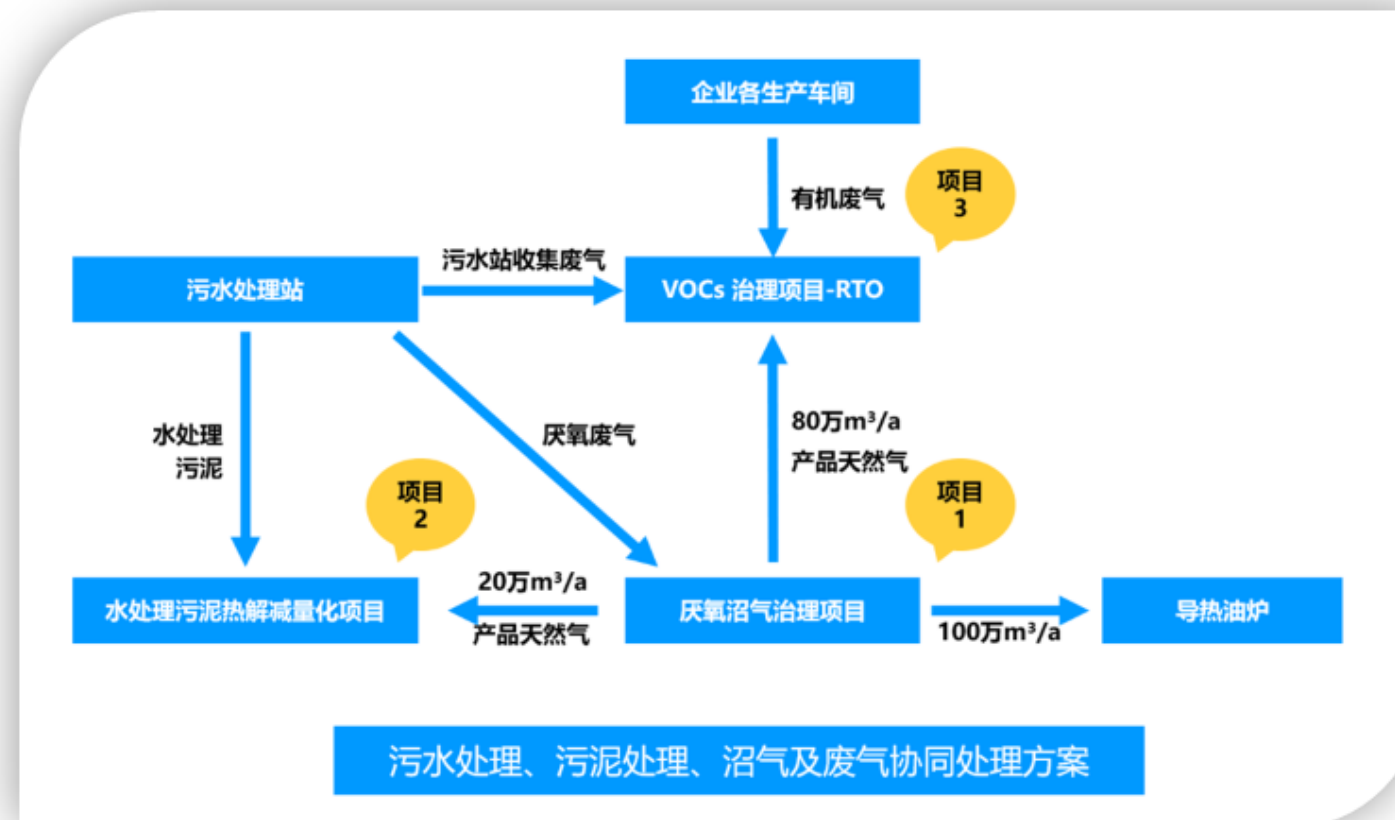 企业各生产车间
有机废气
项目
3
污水站收集废气
污水处理站
VOCs 治理项目-RTO
水处理
污泥
厌氧废气
80万m³/a
产品天然气
项目
2
项目
1
20万m³/a
产品天然气
水处理污泥热解减量化项目
厌氧沼气治理项目
100万m³/a
导热油炉
污水处理、污泥处理、沼气及废气协同处理方案